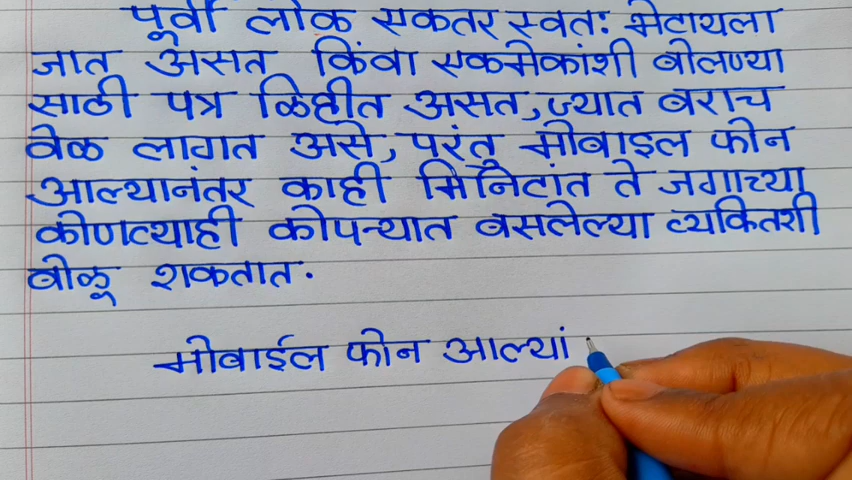 पूर्वी लोक एकतर स्वतः भेटायला
जात असत किंवा एकमेकांशी बोलण्या
साठी पत्र ळिहीत असत, ज्यात बराच
वेळ लागत असे, परंतु मोबाइल फोन
आल्यानंतर काही मिनिटांत ते जगाच्या
कोणत्याही कोपऱ्यात बसलेल्या व्यकितशी
बोळू शकतात.
मोबाईल फोन आल्यां